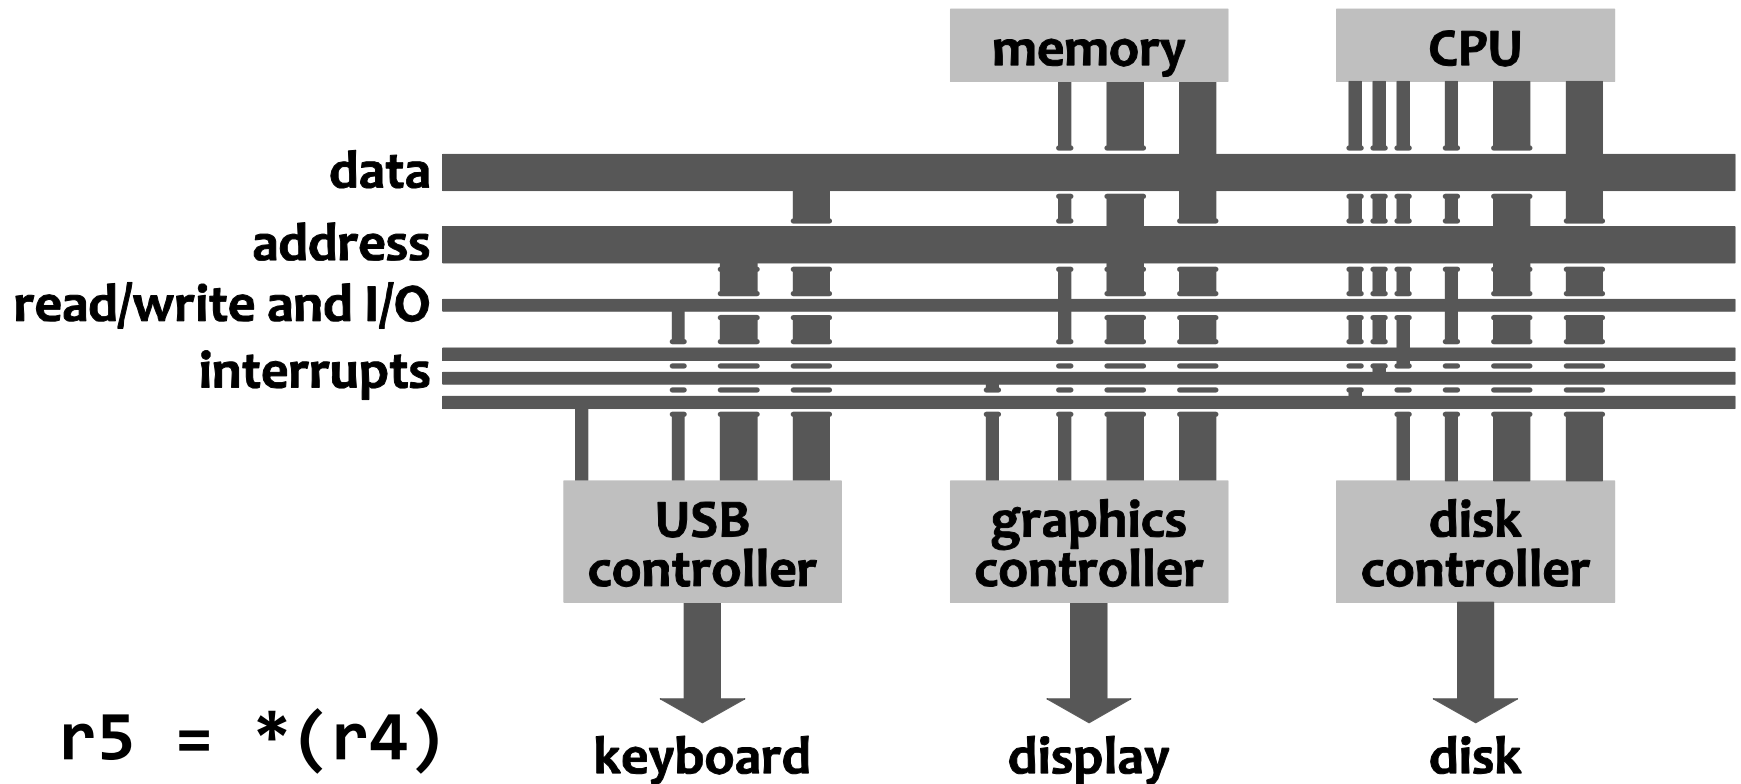 memory
CPU
data
address
read/write and I/O
interrupts
USB
controller
graphics
controller
disk
controller
r5 = *(r4)
keyboard
display
disk